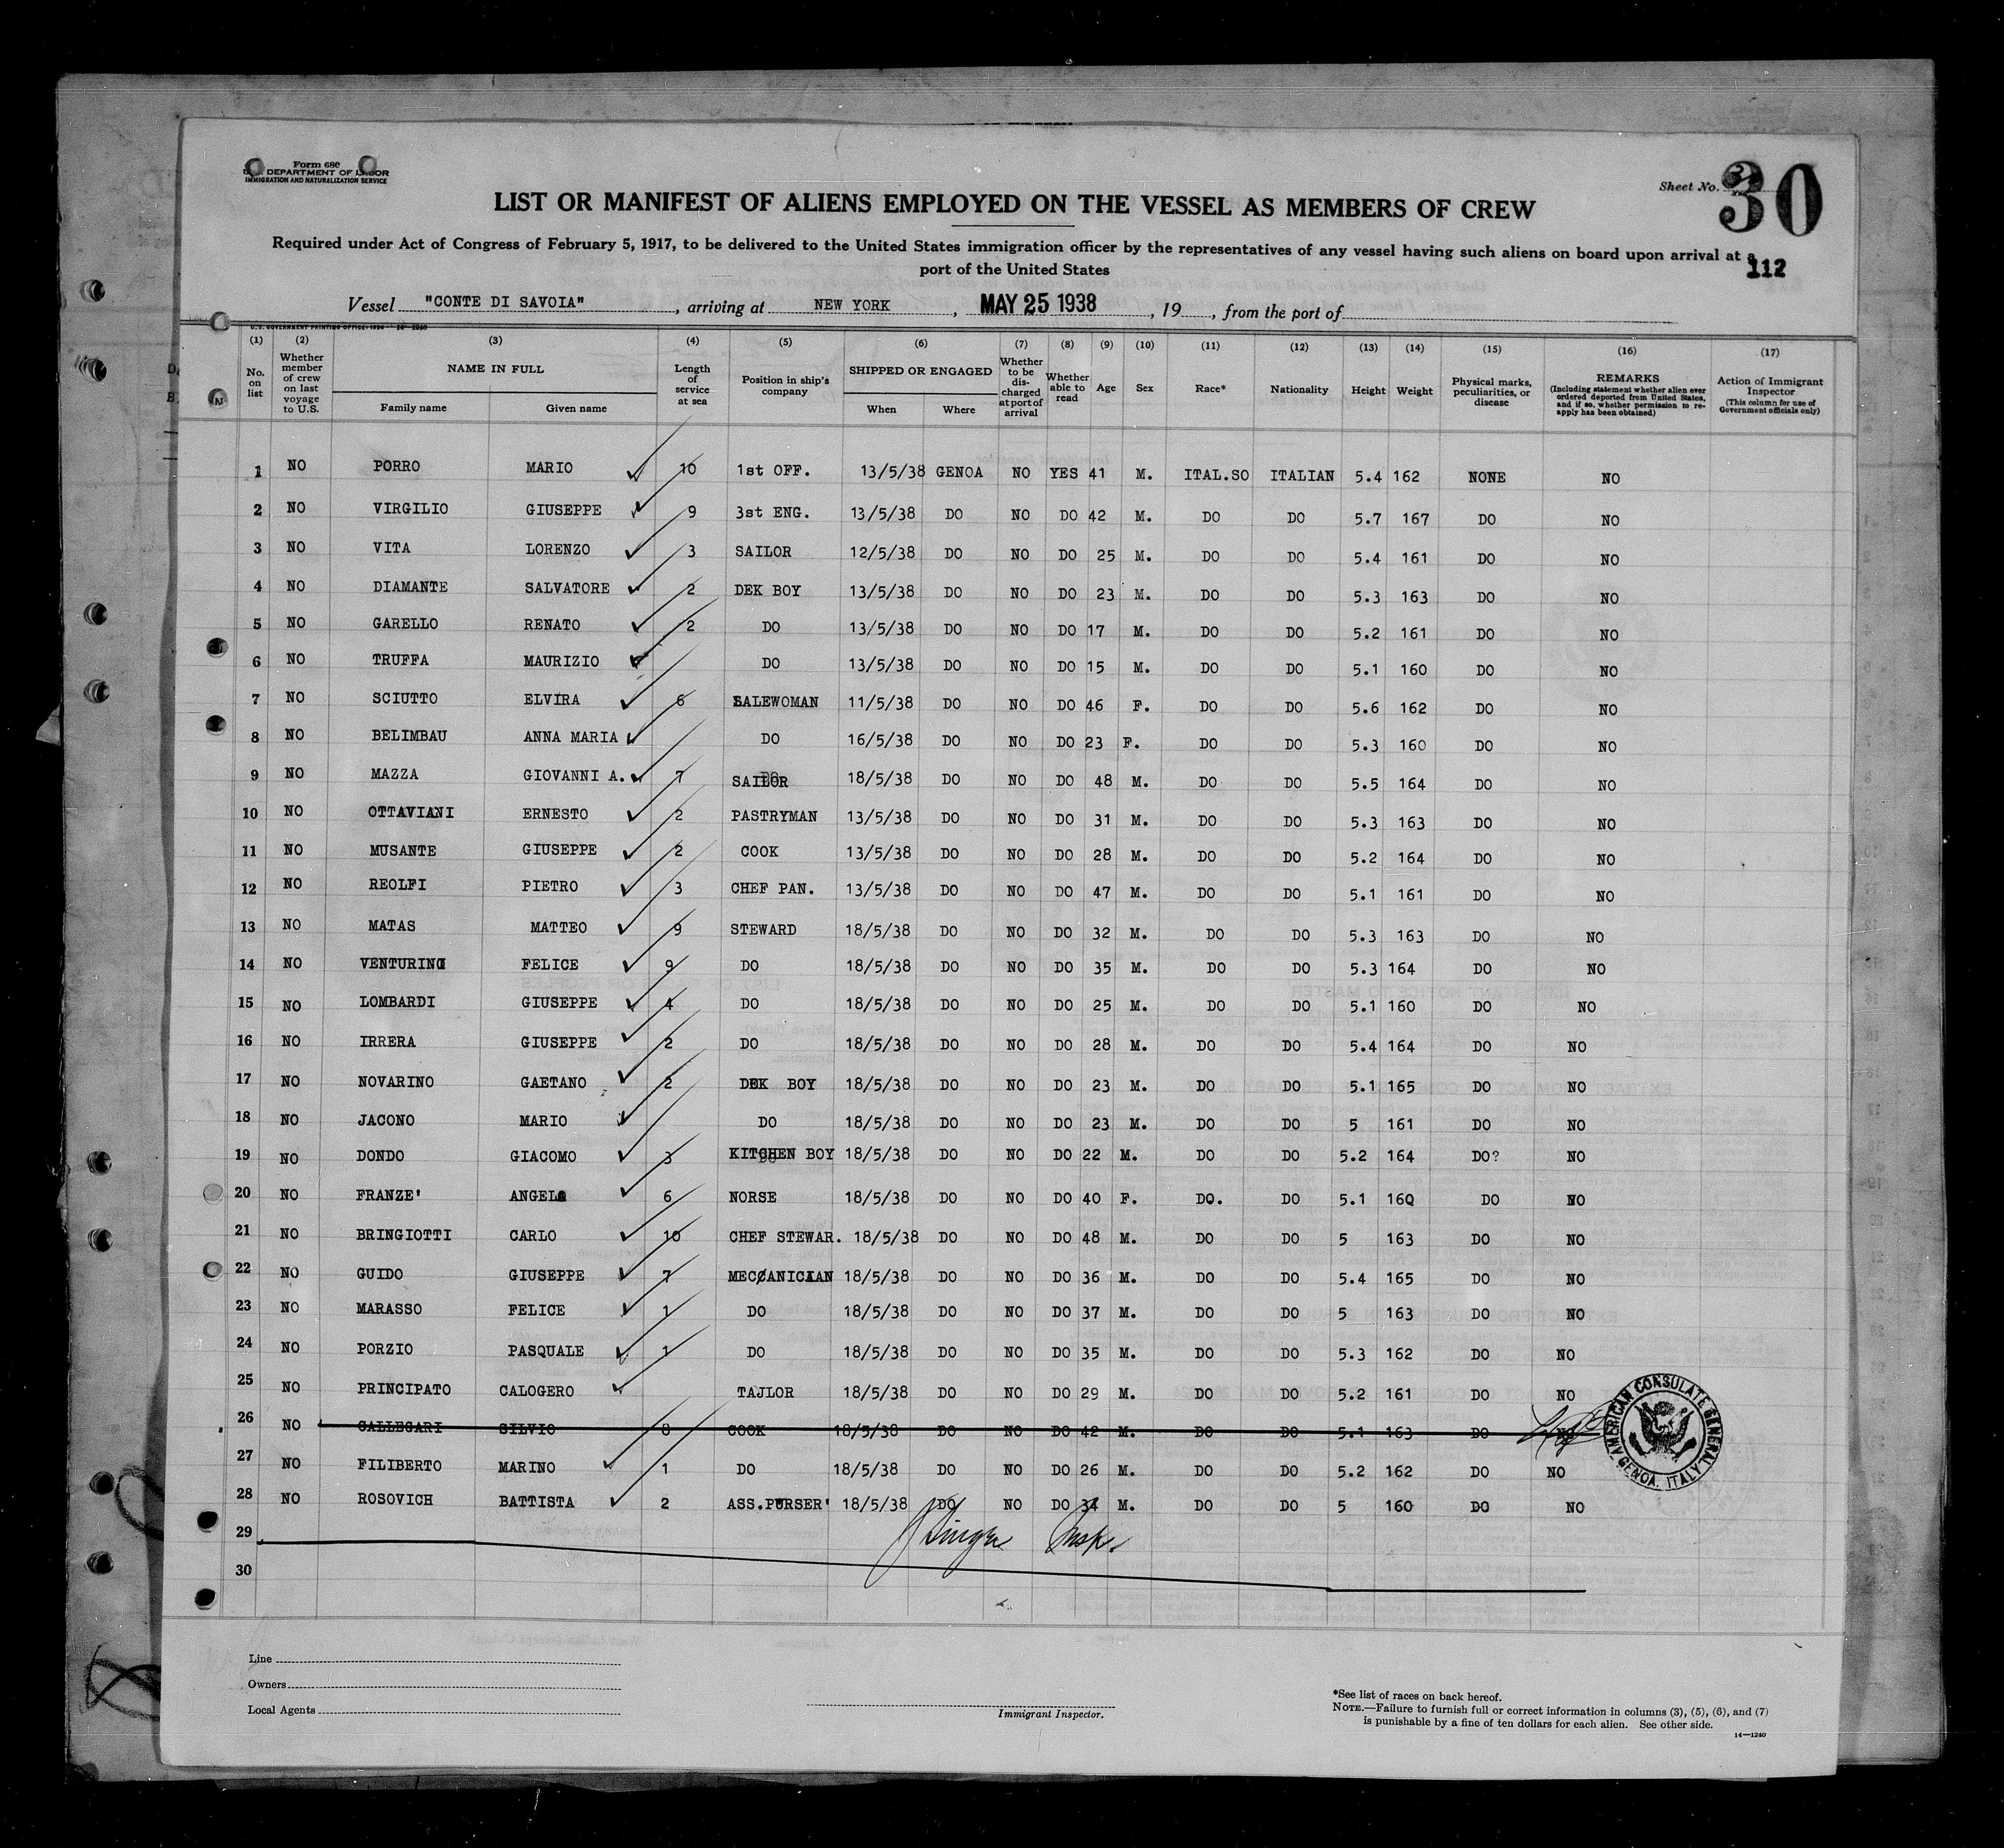 Form 680
U.S. DEPARTMENT OF LABOR
IMMIGRATION AND NATURALIZATION SERVICE
Sheet No.
30
LIST OR MANIFEST OF ALIENS EMPLOYED ON THE VESSEL AS MEMBERS OF CREW
Required under Act of Congress of February 5, 1917, to be delivered to the United States immigration officer by the representatives of any vessel having such aliens on board upon arrival at a
port of the United States
112
Vessel "CONTE DI SAVOIA", arriving at NEW YORK, MAY 25 1938, 19, from the port of
U.S. GOVERNMENT PRINTING OFFICE: 1934 14-1240
(1) (2) (3) (4) (5) (6) (7) (8) (9) (10) (11) (12) (13) (14) (15) (16) (17)
No. on list
Whether member of crew on last voyage to U.S.
NAME IN FULL
Family name
Given name
Length of service at sea
Position in ship's company
SHIPPED OR ENGAGED
When
Where
Whether to be discharged at port of arrival
Whether able to read
Age
Sex
Race*
Nationality
Height
Weight
Physical marks, peculiarities, or disease
REMARKS
(Including statement whether alien ever ordered deported from United States, and if so, whether permission to re-apply has been obtained)
Action of Immigrant Inspector
(This column for use of Government officials only)
1 NO PORRO MARIO 10 1st OFF. 13/5/38 GENOA NO YES 41 M. ITAL.SO ITALIAN 5.4 162 NONE NO
2 NO VIRGILIO GIUSEPPE 9 3st ENG. 13/5/38 DO NO DO 42 M. DO DO 5.7 167 DO NO
3 NO VITA LORENZO 3 SAILOR 12/5/38 DO NO DO 25 M. DO DO 5.4 161 DO NO
4 NO DIAMANTE SALVATORE 2 DEK BOY 13/5/38 DO NO DO 23 M. DO DO 5.3 163 DO NO
5 NO GARELLO RENATO 2 DO 13/5/38 DO NO DO 17 M. DO DO 5.2 161 DO NO
6 NO TRUFFA MAURIZIO DO 13/5/38 DO NO DO 15 M. DO DO 5.1 160 DO NO
7 NO SCIUTTO ELVIRA 6 SALEWOMAN 11/5/38 DO NO DO 46 F. DO DO 5.6 162 DO NO
8 NO BELIMBAU ANNA MARIA DO 16/5/38 DO NO DO 23 F. DO DO 5.3 160 DO NO
9 NO MAZZA GIOVANNI A. 7 SAILOR 18/5/38 DO NO DO 48 M. DO DO 5.5 164 DO NO
10 NO OTTAVIANI ERNESTO 2 PASTRYMAN 13/5/38 DO NO DO 31 M. DO DO 5.3 163 DO NO
11 NO MUSANTE GIUSEPPE 2 COOK 13/5/38 DO NO DO 28 M. DO DO 5.2 164 DO NO
12 NO REOLFI PIETRO 3 CHEF PAN. 13/5/38 DO NO DO 47 M. DO DO 5.1 161 DO NO
13 NO MATAS MATTEO 9 STEWARD 18/5/38 DO NO DO 32 M. DO DO 5.3 163 DO NO
14 NO VENTURINI FELICE 9 DO 18/5/38 DO NO DO 35 M. DO DO 5.3 164 DO NO
15 NO LOMBARDI GIUSEPPE 4 DO 18/5/38 DO NO DO 25 M. DO DO 5.1 160 DO NO
16 NO IRRERA GIUSEPPE 2 DO 18/5/38 DO NO DO 28 M. DO DO 5.4 164 DO NO
17 NO NOVARINO GAETANO 2 DEK BOY 18/5/38 DO NO DO 23 M. DO DO 5.1 165 DO NO
18 NO JACONO MARIO DO 18/5/38 DO NO DO 23 M. DO DO 5 161 DO NO
19 NO DONDO GIACOMO 3 KITCHEN BOY 18/5/38 DO NO DO 22 M. DO DO 5.2 164 DO? NO
20 NO FRANZE' ANGELA 6 NORSE 18/5/38 DO NO DO 40 F. DO. DO 5.1 160 DO NO
21 NO BRINGIOTTI CARLO 10 CHEF STEWAR. 18/5/38 DO NO DO 48 M. DO DO 5 163 DO NO
22 NO GUIDO GIUSEPPE 7 MECCANICIAN 18/5/38 DO NO DO 36 M. DO DO 5.4 165 DO NO
23 NO MARASSO FELICE 1 DO 18/5/38 DO NO DO 37 M. DO DO 5 163 DO NO
24 NO PORZIO PASQUALE 1 DO 18/5/38 DO NO DO 35 M. DO DO 5.3 162 DO NO
25 NO PRINCIPATO CALOGERO TAJLOR 18/5/38 DO NO DO 29 M. DO DO 5.2 161 DO NO
26 NO CALLEGARI SILVIO 8 COOK 18/5/38 DO NO DO 42 M. DO DO 5.1 163 DO NO
27 NO FILIBERTO MARINO 1 DO 18/5/38 DO NO DO 26 M. DO DO 5.2 162 DO NO
28 NO ROSOVICH BATTISTA 2 ASS.PURSER' 18/5/38 DO NO DO 34 M. DO DO 5 160 DO NO
29
30
AMERICAN CONSULATE GENERAL
GENOA, ITALY
Line
Owners
Local Agents
Immigrant Inspector.
*See list of races on back hereof.
NOTE.—Failure to furnish full or correct information in columns (3), (5), (6), and (7)
is punishable by a fine of ten dollars for each alien. See other side.
14—1240